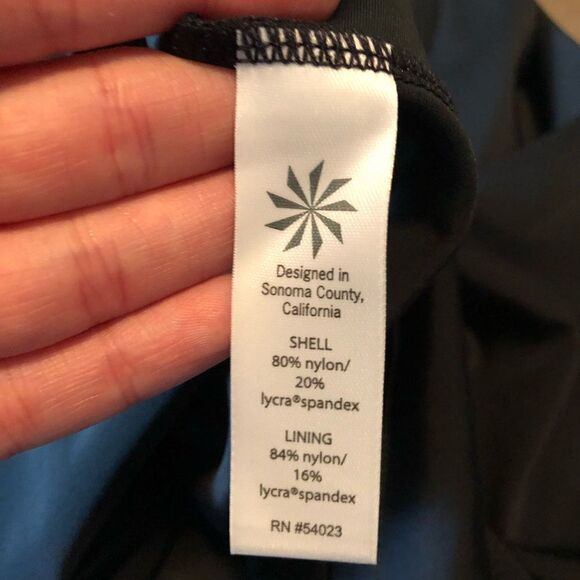 Designed in
Sonoma County,
California
SHELL
80% nylon/
20%
lycra®spandex
LINING
84% nylon/
16%
lycra®spandex
RN #54023